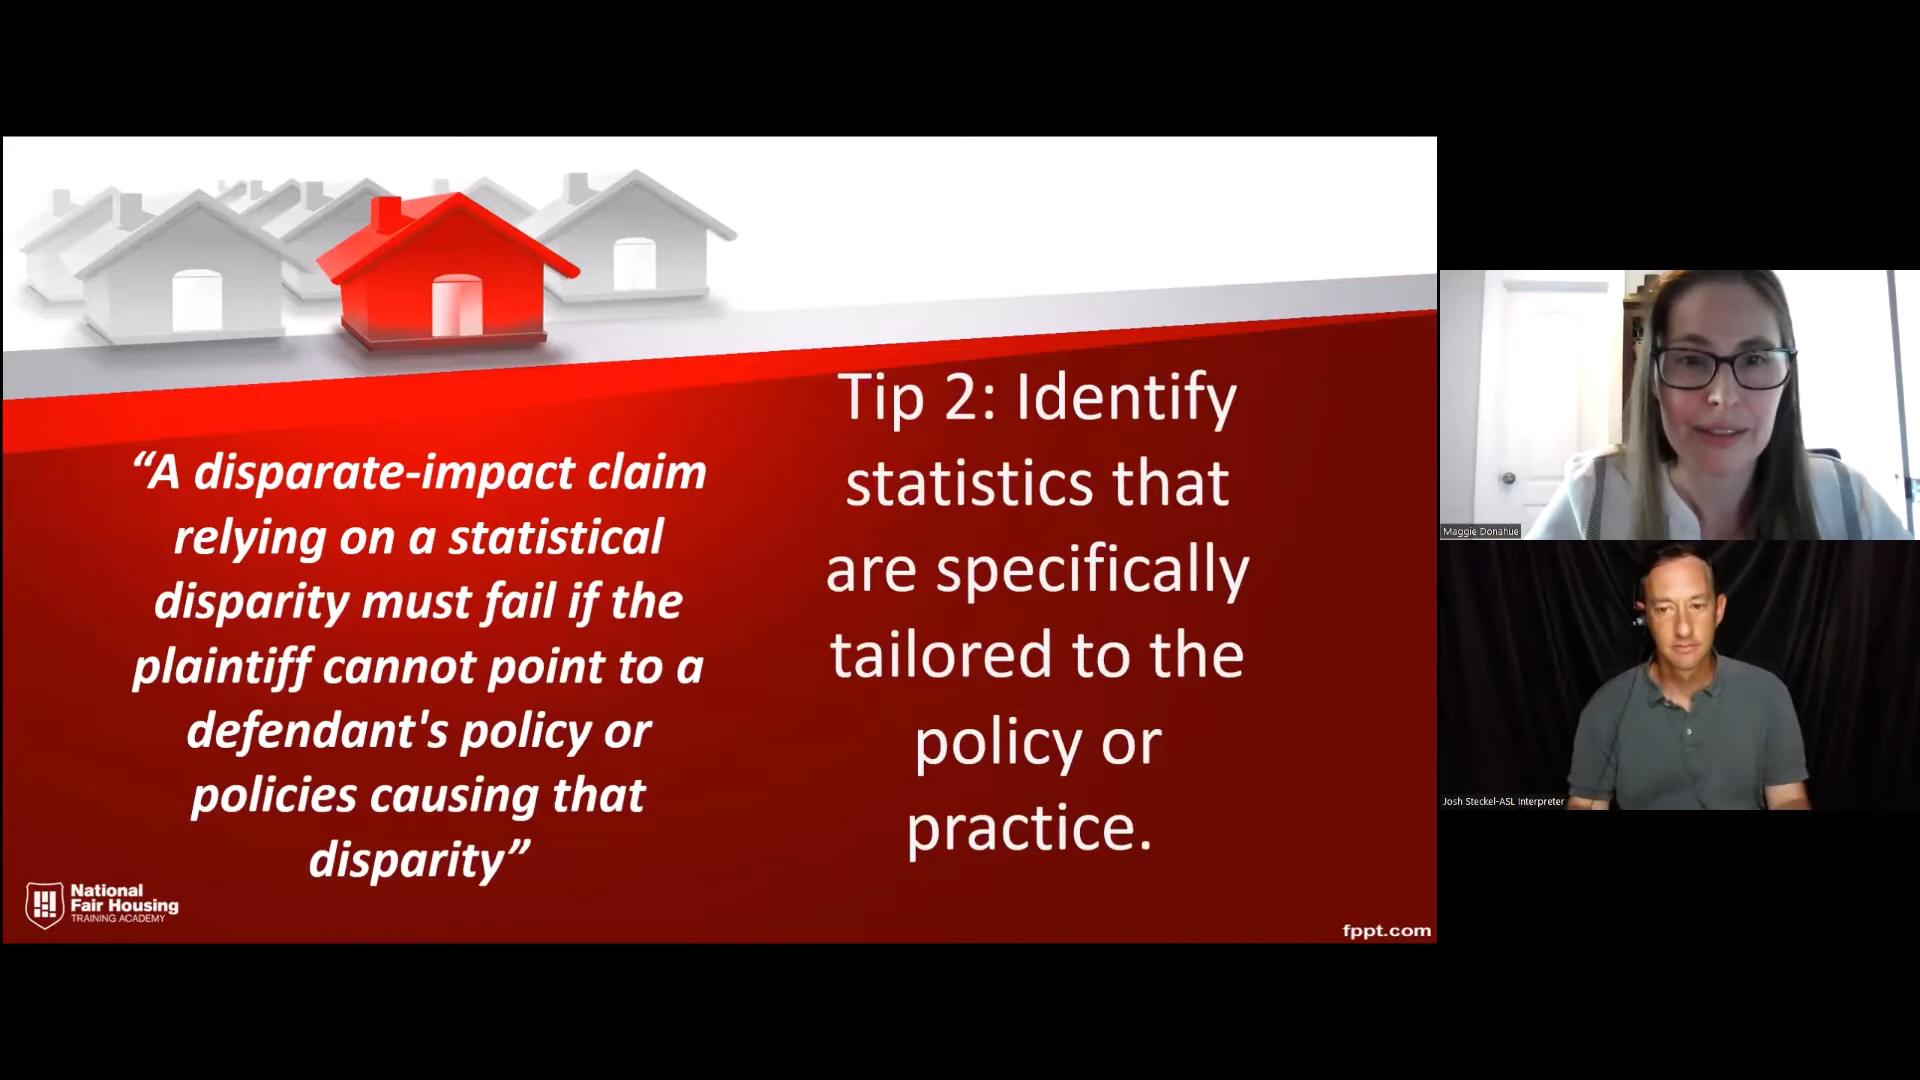 “A disparate-impact claim
relying on a statistical
disparity must fail if the
plaintiff cannot point to a
defendant's policy or
policies causing that
disparity”
Tip 2: Identify
statistics that
are specifically
tailored to the
policy or
practice.
National
Fair Housing
TRAINING ACADEMY
fppt.com
Maggie Donahue
Josh Steckel-ASL Interpreter